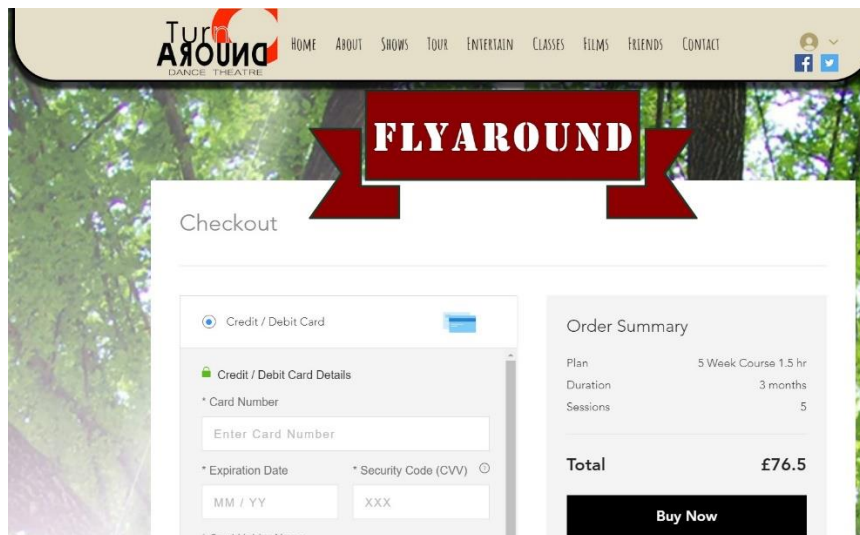 Turn
AROUND
DANCE THEATRE
HOME ABOUT SHOWS TOUR ENTERTAIN CLASSES FILMS FRIENDS CONTACT
FLYAROUND
Checkout
Credit / Debit Card
Credit / Debit Card Details
* Card Number
Enter Card Number
* Expiration Date * Security Code (CVV)
MM / YY XXX
Order Summary
Plan 5 Week Course 1.5 hr
Duration 3 months
Sessions 5
Total £76.5
Buy Now